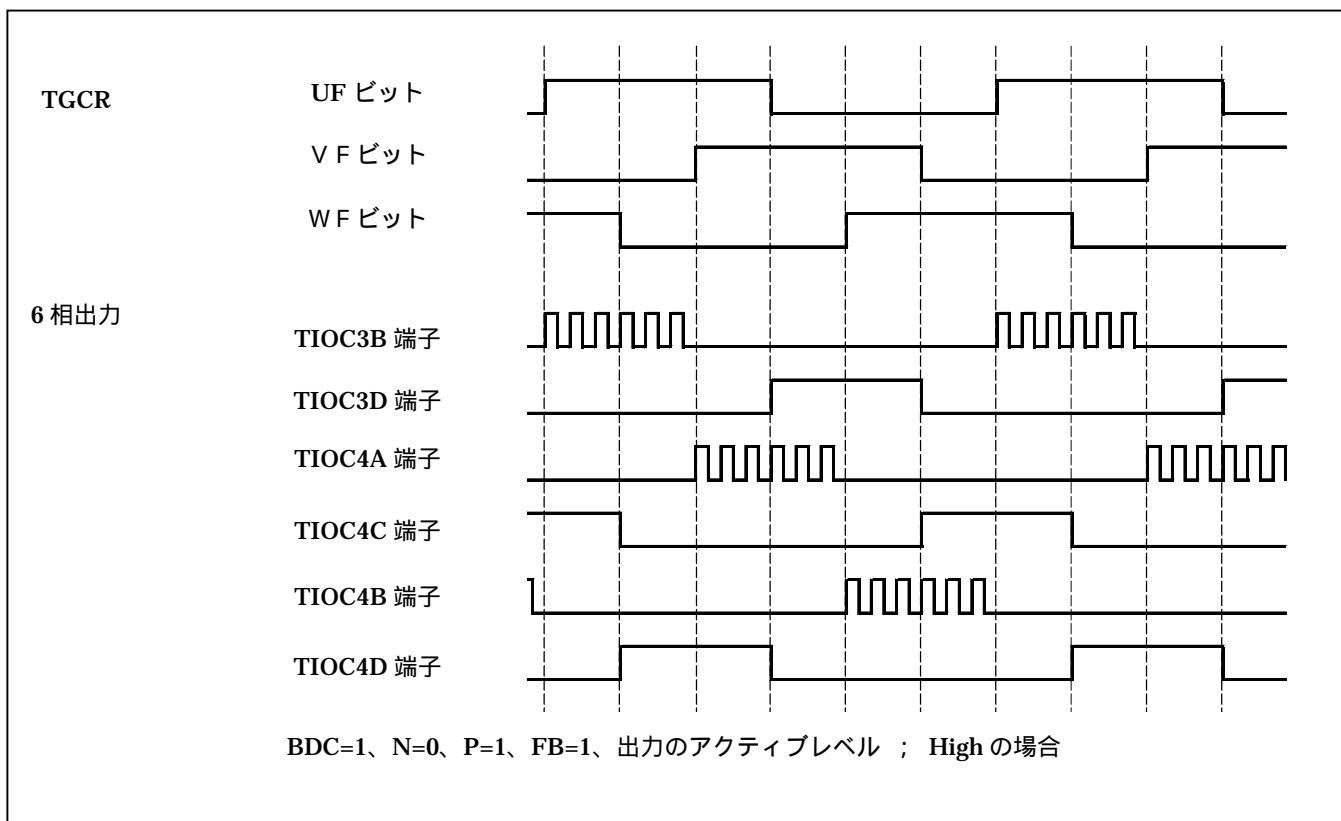 TGCR
UF ビット
ＶＦビット
ＷＦビット
6 相出力
TIOC3B 端子
TIOC3D 端子
TIOC4A 端子
TIOC4C 端子
TIOC4B 端子
TIOC4D 端子
BDC=1、N=0、P=1、FB=1、出力のアクティブレベル ； High の場合